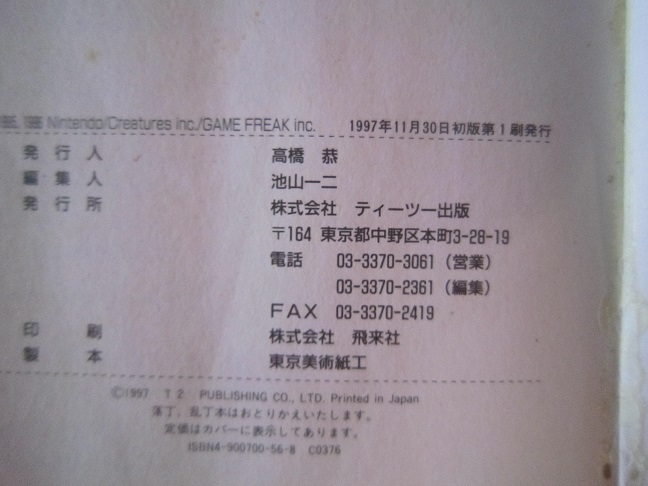 1995, 1996 Nintendo/Creatures inc./GAME FREAK inc. 1997年11月30日初版第1刷発行
発行人 高橋 恭
編集人 池山一二
発行所 株式会社 ティーツー出版
〒164 東京都中野区本町3-28-19
電話 03-3370-3061（営業）
03-3370-2361（編集）
FAX 03-3370-2419
印刷 株式会社 飛来社
製本 東京美術紙工
©1997 T2 PUBLISHING CO., LTD. Printed in Japan
落丁、乱丁本はおとりかえいたします。
定価はカバーに表示してあります。
ISBN4-900700-56-8 C0376